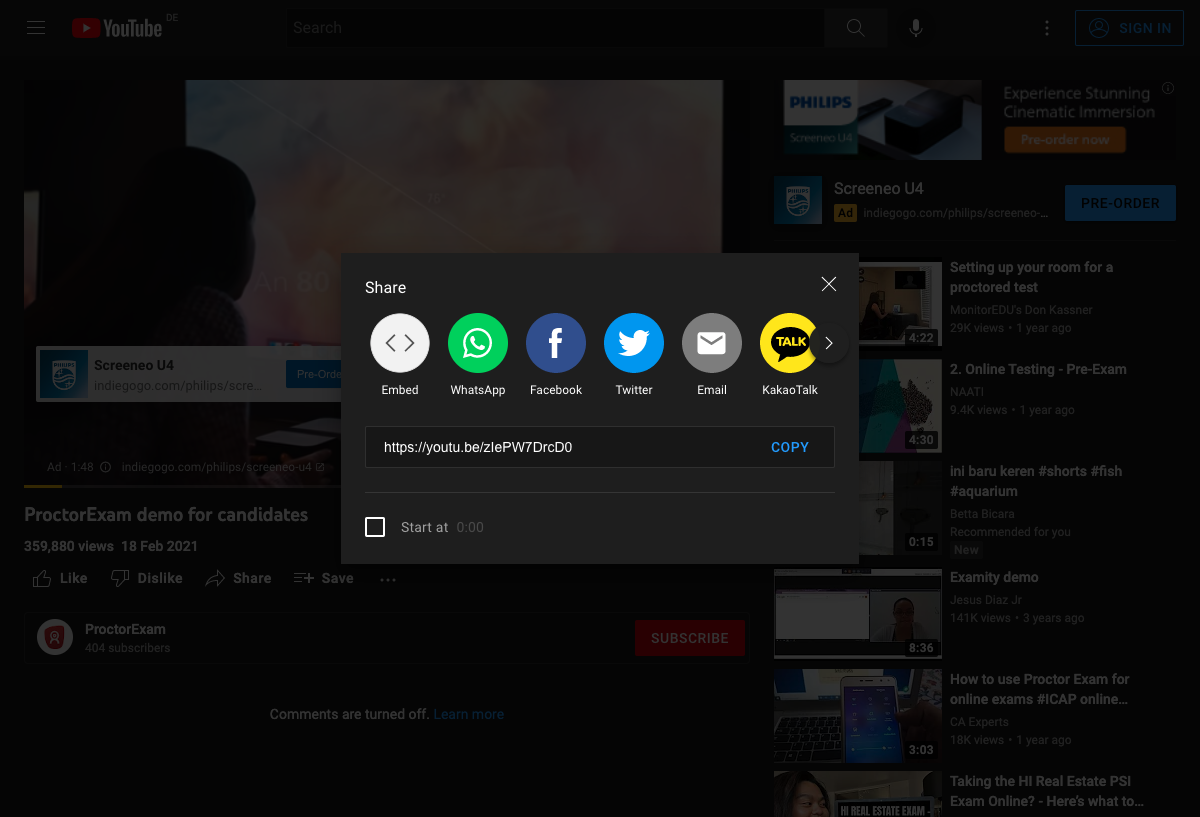 YouTube DE
Search
SIGN IN
PHILIPS
Screeneo U4
Experience Stunning
Cinematic Immersion
Pre-order now
Screeneo U4
Ad indiegogo.com/philips/screeneo-...
PRE-ORDER
An 80
Screeneo U4
indiegogo.com/philips/scre...
Pre-Orde
Ad · 1:48 indiegogo.com/philips/screeneo-u4
Share
Embed
WhatsApp
Facebook
Twitter
Email
TALK
KakaoTalk
https://youtu.be/zIePW7DrcD0
COPY
Start at 0:00
ProctorExam demo for candidates
359,880 views 18 Feb 2021
Like
Dislike
Share
Save
ProctorExam
404 subscribers
SUBSCRIBE
Comments are turned off. Learn more
Setting up your room for a
proctored test
MonitorEDU's Don Kassner
29K views • 1 year ago
4:22
2. Online Testing - Pre-Exam
NAATI
9.4K views • 1 year ago
4:30
ini baru keren #shorts #fish
#aquarium
Betta Bicara
Recommended for you
New
0:15
Examity demo
Jesus Diaz Jr
141K views • 3 years ago
8:36
How to use Proctor Exam for
online exams #ICAP online...
CA Experts
18K views • 1 year ago
3:03
Taking the HI Real Estate PSI
Exam Online? - Here's what to...
HI REAL ESTATE EXAM -